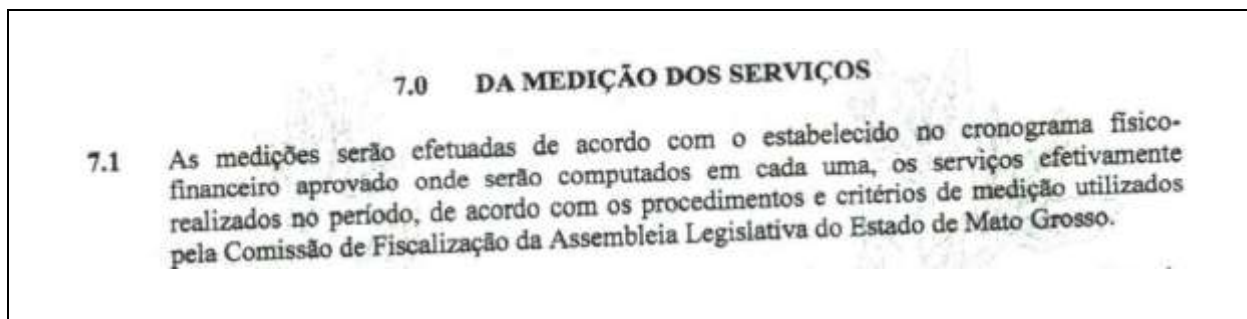 7.0 DA MEDIÇÃO DOS SERVIÇOS
7.1 As medições serão efetuadas de acordo com o estabelecido no cronograma físico-
financeiro aprovado onde serão computados em cada uma, os serviços efetivamente
realizados no período, de acordo com os procedimentos e critérios de medição utilizados
pela Comissão de Fiscalização da Assembleia Legislativa do Estado de Mato Grosso.